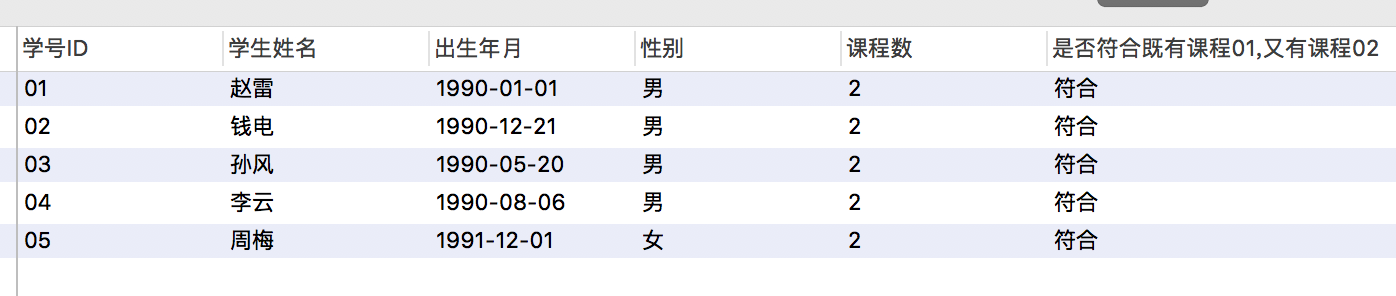 学号ID 学生姓名 出生年月 性别 课程数 是否符合既有课程01,又有课程02
01 赵雷 1990-01-01 男 2 符合
02 钱电 1990-12-21 男 2 符合
03 孙风 1990-05-20 男 2 符合
04 李云 1990-08-06 男 2 符合
05 周梅 1991-12-01 女 2 符合